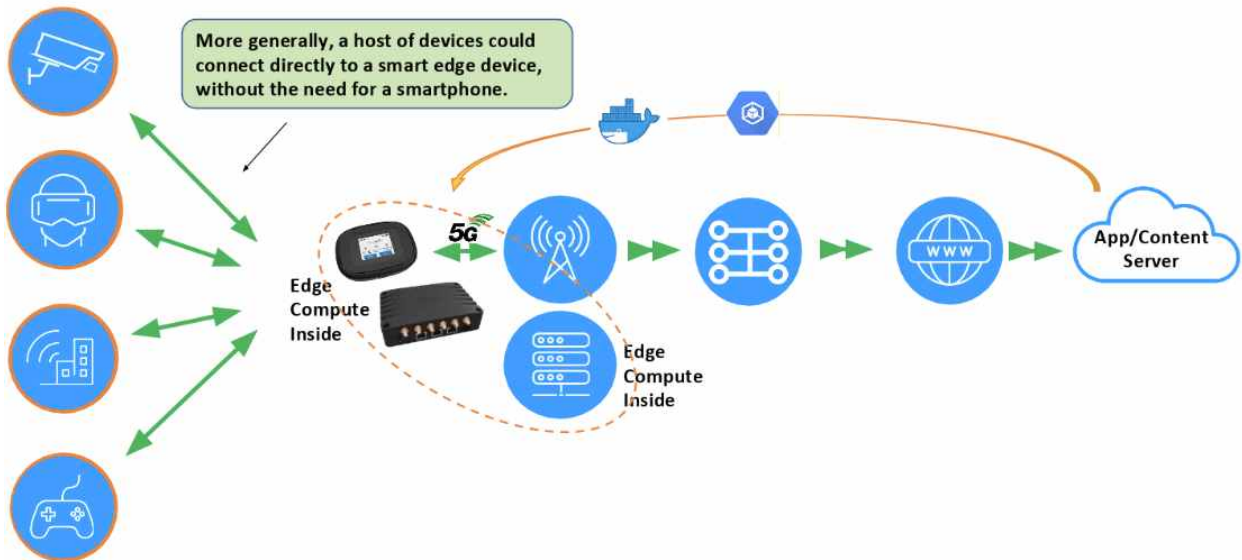 More generally, a host of devices could
connect directly to a smart edge device,
without the need for a smartphone.
5G
WWW
App/Content
Server
Edge
Compute
Inside
Edge
Compute
Inside